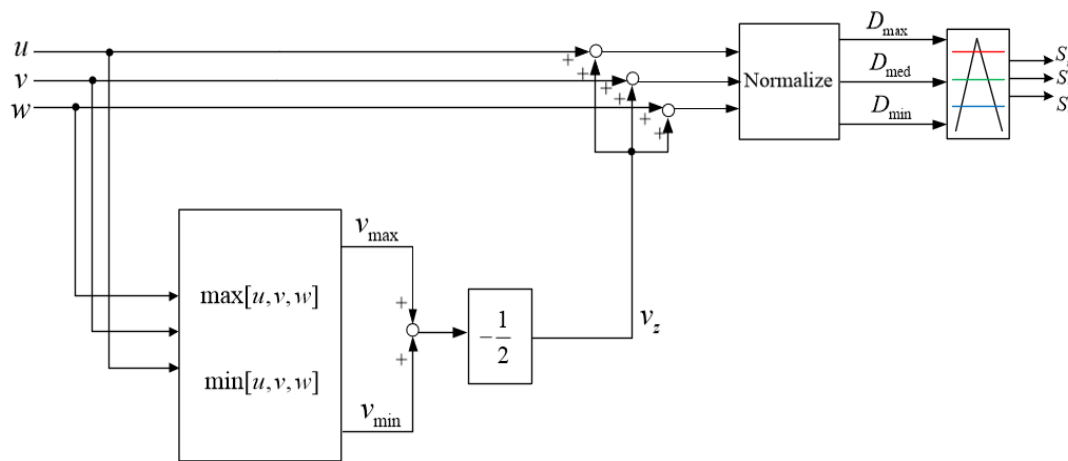 u
v
w
+
+
+
+
+
+
Normalize
D_max
D_med
D_min
S
S
S
max[u, v, w]
min[u, v, w]
v_max
v_min
+
+
-1/2
v_z